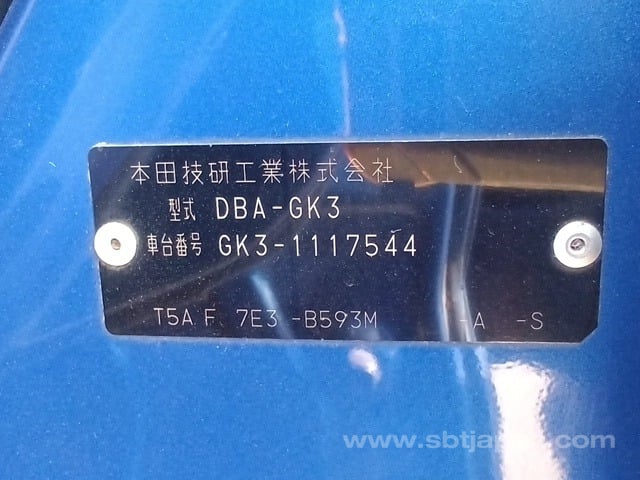 本田技研工業株式会社
型式 DBA-GK3
車台番号 GK3-1117544
T5A F 7E3 -B593M -A -S
www.sbtjapan.com